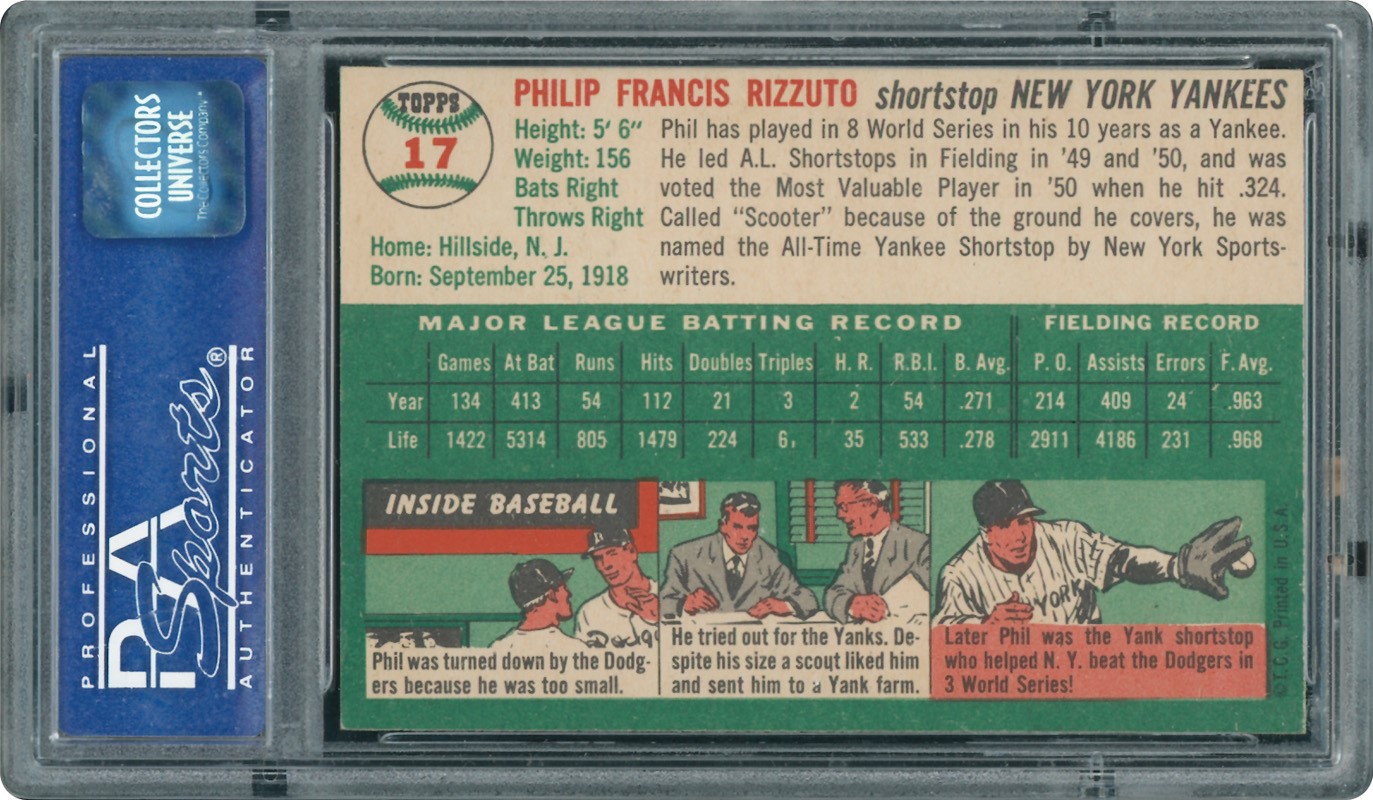 COLLECTORS
UNIVERSE
The Collectors Company
PROFESSIONAL
PSA
Sports®
AUTHENTICATOR
TOPPS
17
PHILIP FRANCIS RIZZUTO shortstop NEW YORK YANKEES
Height: 5' 6"
Weight: 156
Bats Right
Throws Right
Home: Hillside, N. J.
Born: September 25, 1918
Phil has played in 8 World Series in his 10 years as a Yankee.
He led A.L. Shortstops in Fielding in '49 and '50, and was
voted the Most Valuable Player in '50 when he hit .324.
Called "Scooter" because of the ground he covers, he was
named the All-Time Yankee Shortstop by New York Sports-
writers.
MAJOR LEAGUE BATTING RECORD FIELDING RECORD
Games At Bat Runs Hits Doubles Triples H. R. R.B.I. B. Avg. P. O. Assists Errors F. Avg.
Year 134 413 54 112 21 3 2 54 .271 214 409 24 .963
Life 1422 5314 805 1479 224 6 35 533 .278 2911 4186 231 .968
INSIDE BASEBALL
B
Dodg
Phil was turned down by the Dodg-
ers because he was too small.
He tried out for the Yanks. De-
spite his size a scout liked him
and sent him to a Yank farm.
YORK
Later Phil was the Yank shortstop
who helped N. Y. beat the Dodgers in
3 World Series!
© T. C. G. Printed in U.S.A.